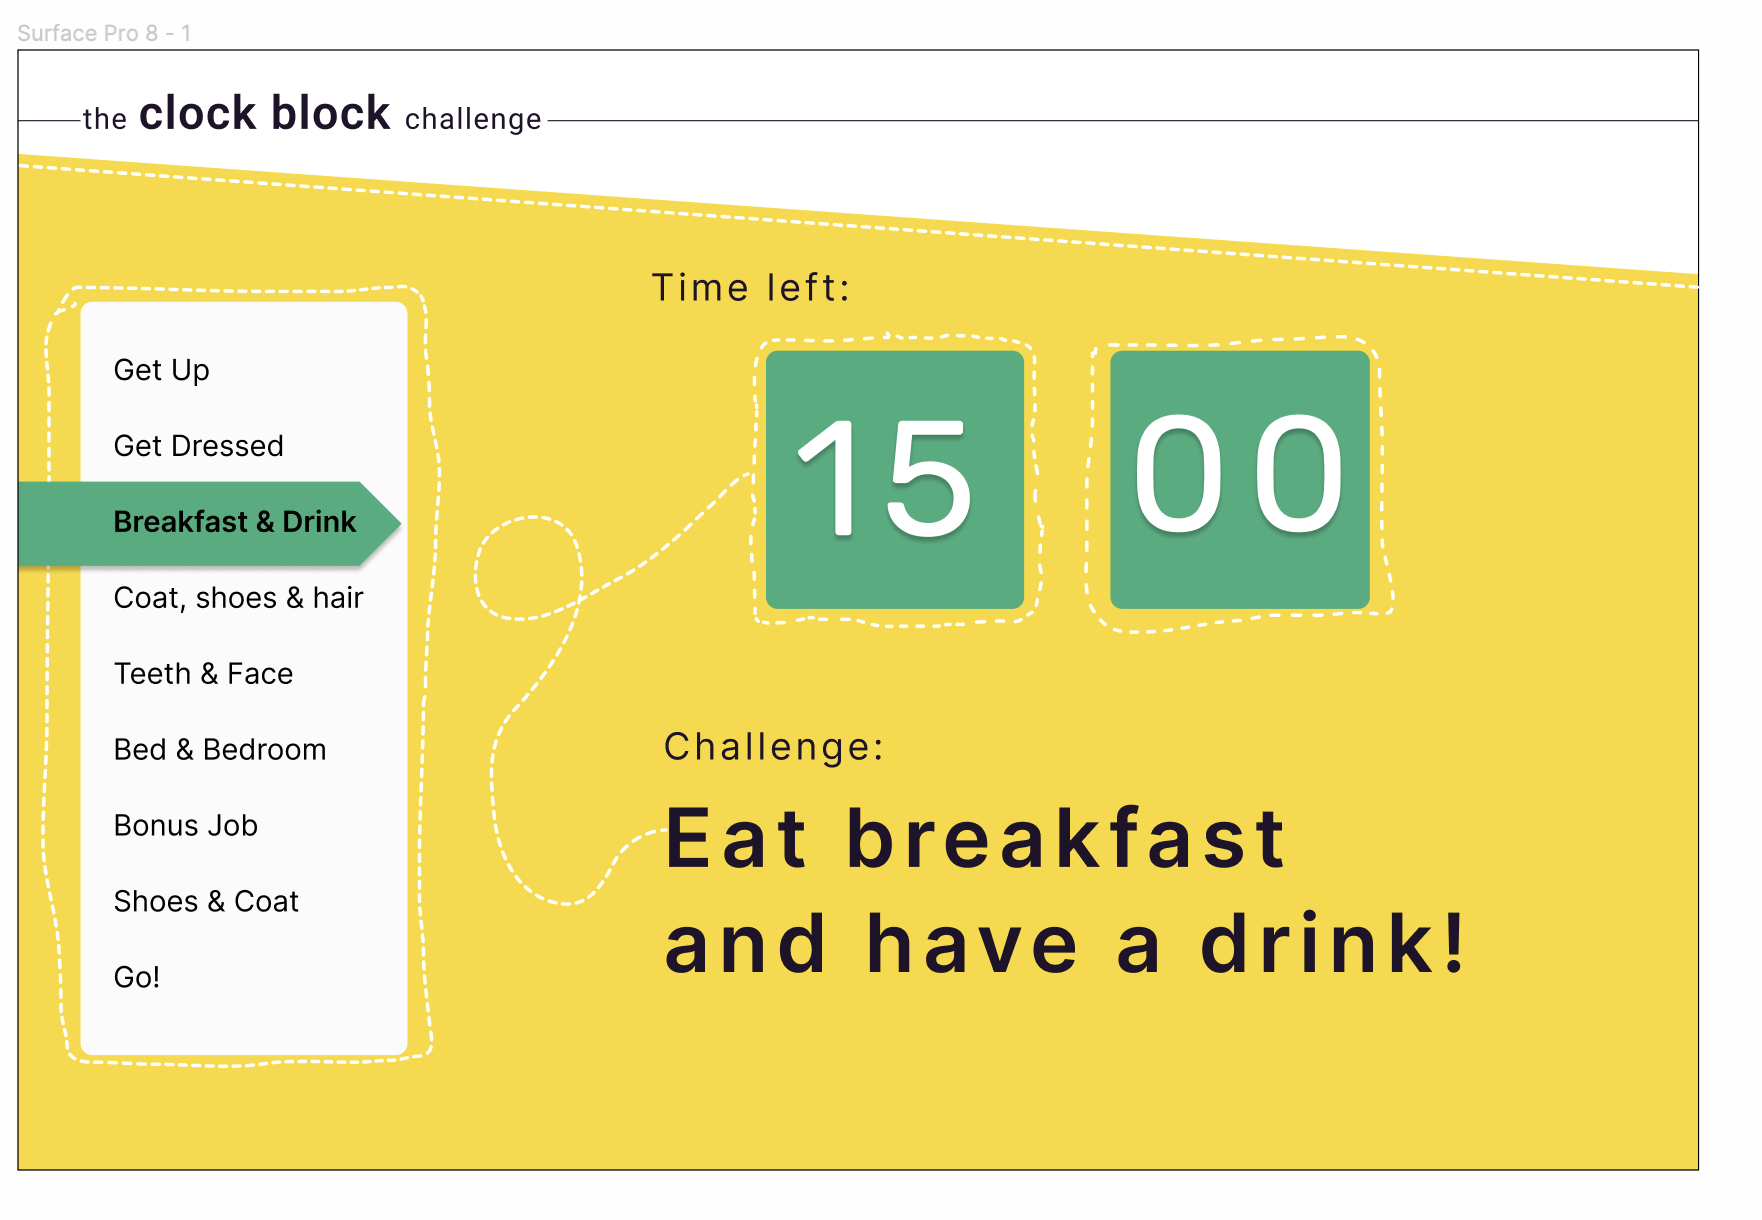 Surface Pro 8 - 1
the clock block challenge
Get Up
Get Dressed
Breakfast & Drink
Coat, shoes & hair
Teeth & Face
Bed & Bedroom
Bonus Job
Shoes & Coat
Go!
Time left:
15 00
Challenge:
Eat breakfast
and have a drink!